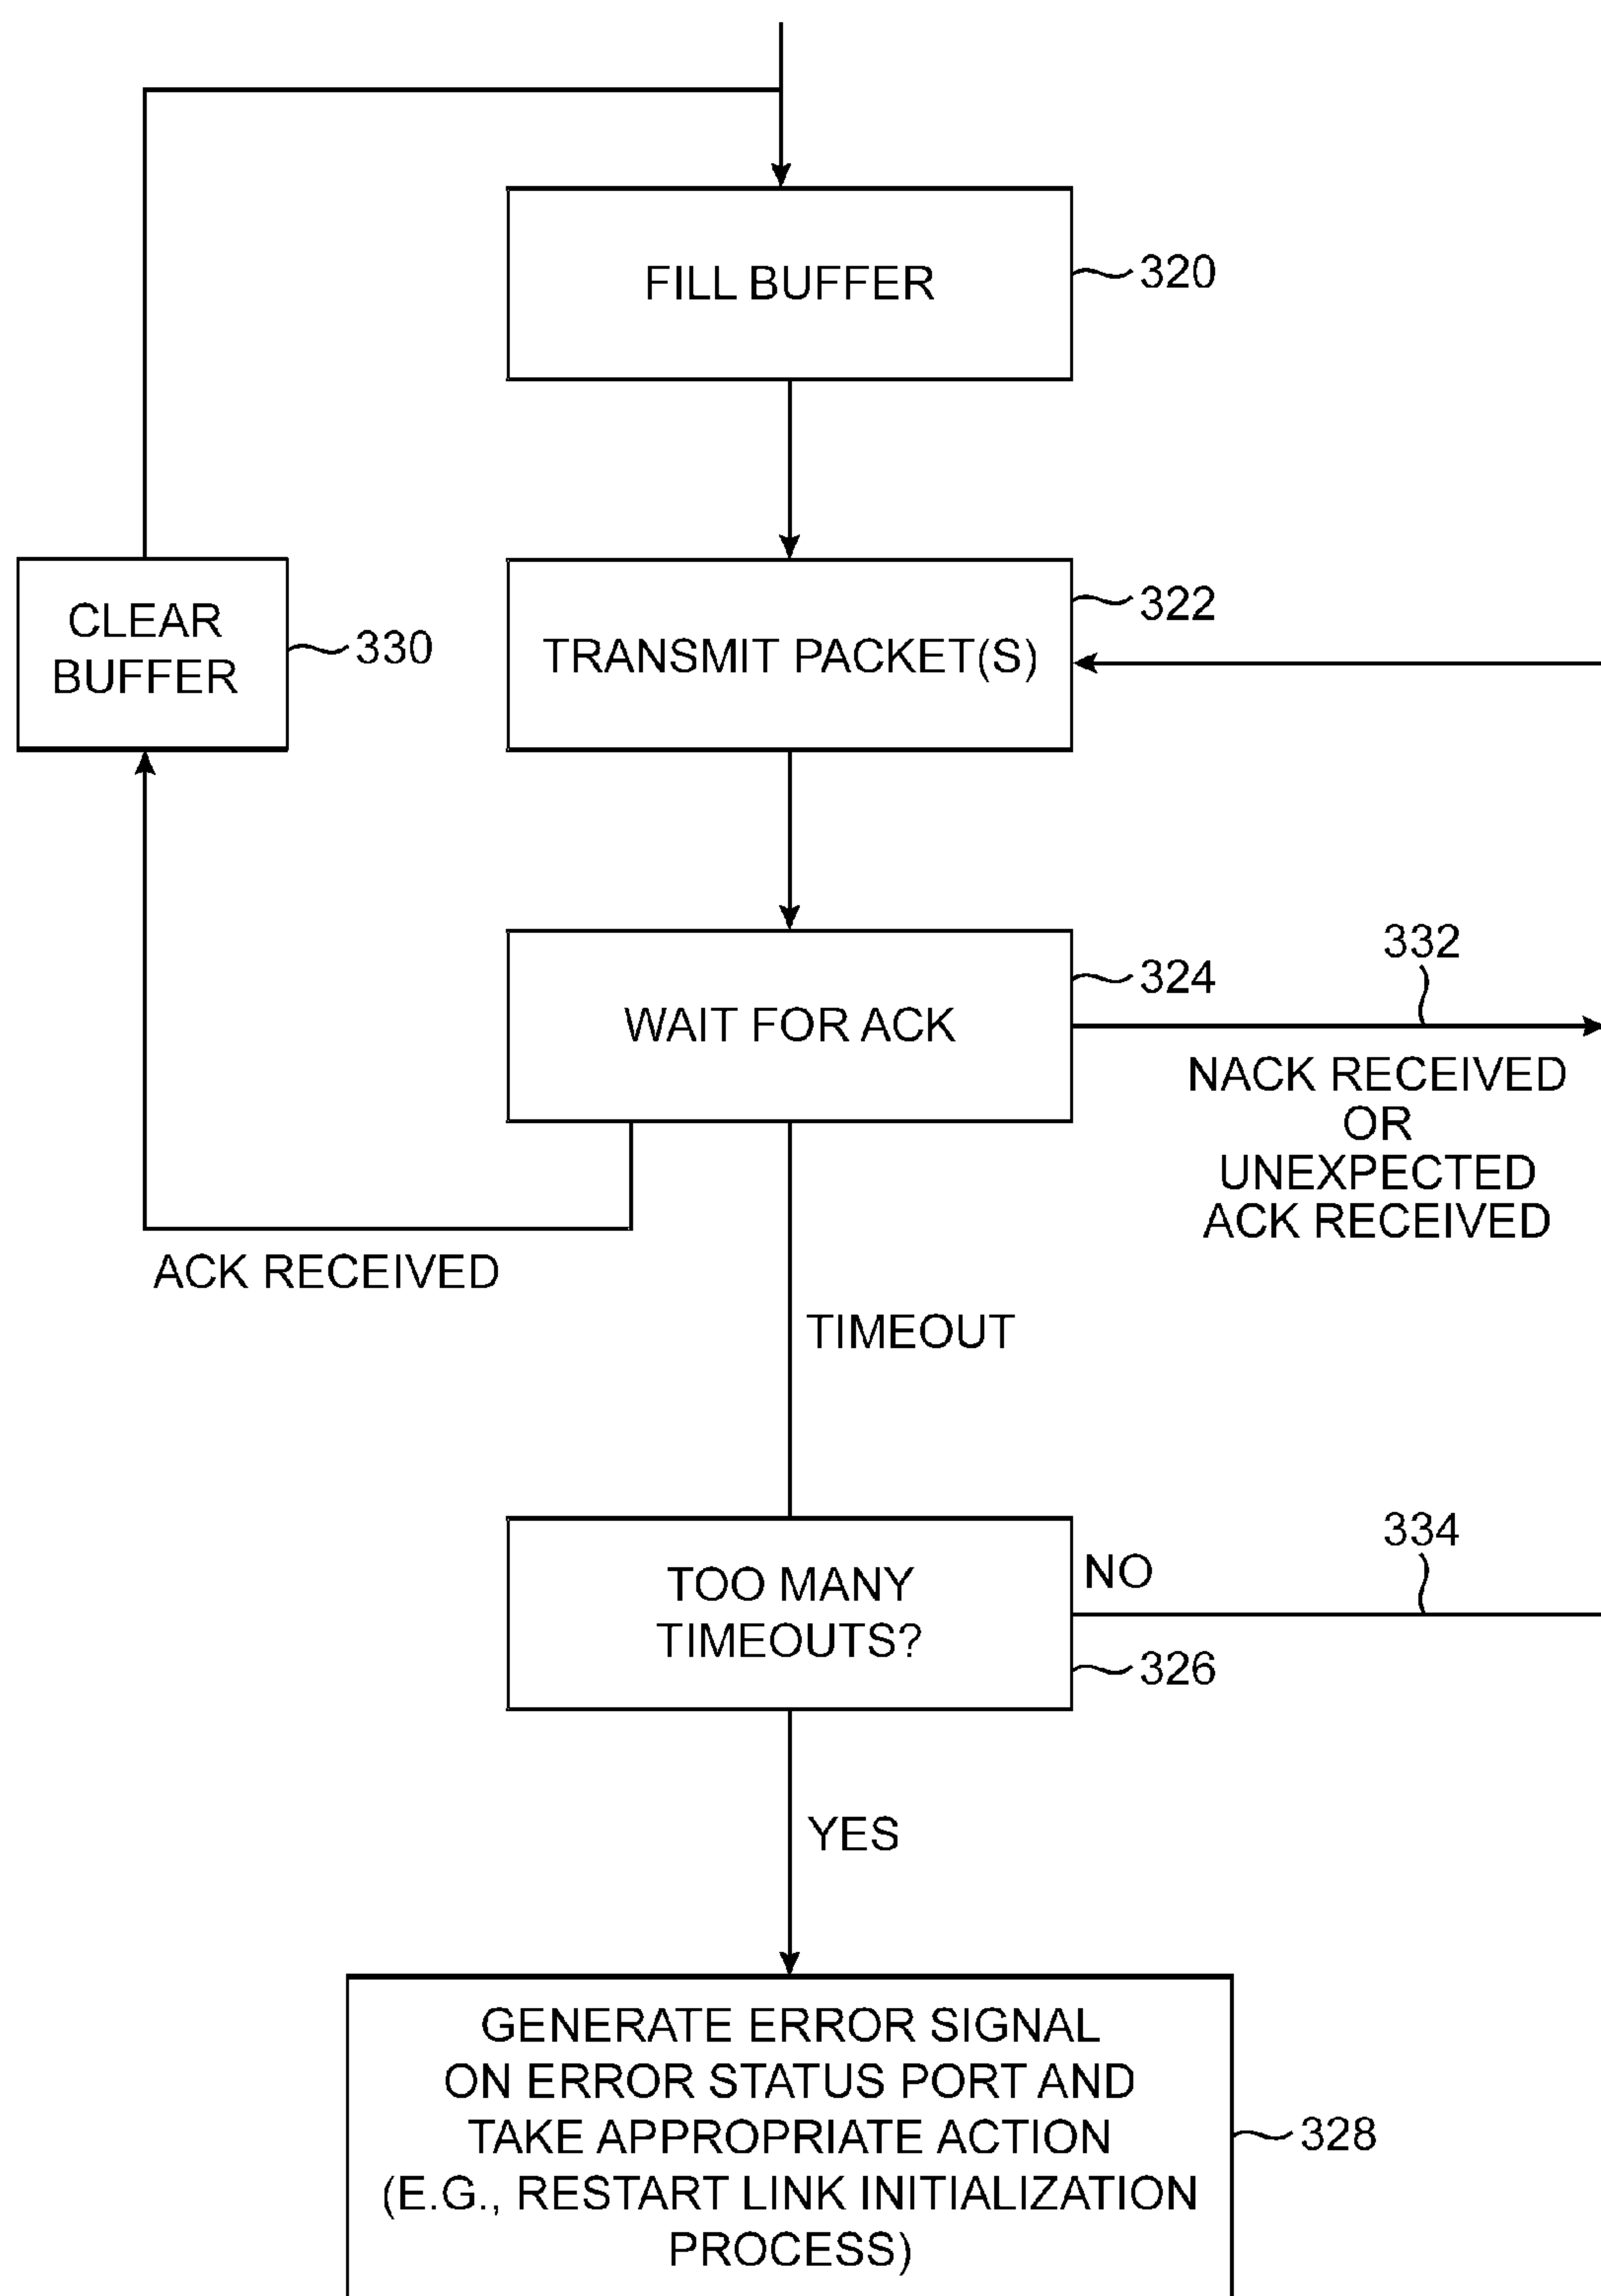 FILL BUFFER
320
CLEAR
BUFFER
330
TRANSMIT PACKET(S)
322
WAIT FOR ACK
324
332
NACK RECEIVED
OR
UNEXPECTED
ACK RECEIVED
ACK RECEIVED
TIMEOUT
TOO MANY
TIMEOUTS?
NO
334
326
YES
GENERATE ERROR SIGNAL
ON ERROR STATUS PORT AND
TAKE APPROPRIATE ACTION
(E.G., RESTART LINK INITIALIZATION
PROCESS)
328